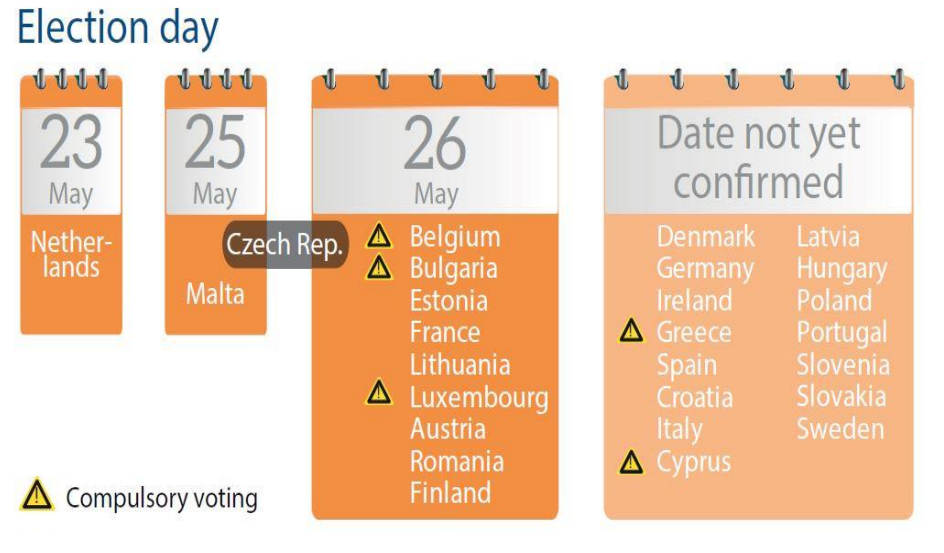 Election day
23
May
Nether-
lands
25
May
Czech Rep.
Malta
26
May
Belgium
Bulgaria
Estonia
France
Lithuania
Luxembourg
Austria
Romania
Finland
Date not yet
confirmed
Denmark
Germany
Ireland
Greece
Spain
Croatia
Italy
Cyprus
Latvia
Hungary
Poland
Portugal
Slovenia
Slovakia
Sweden
Compulsory voting